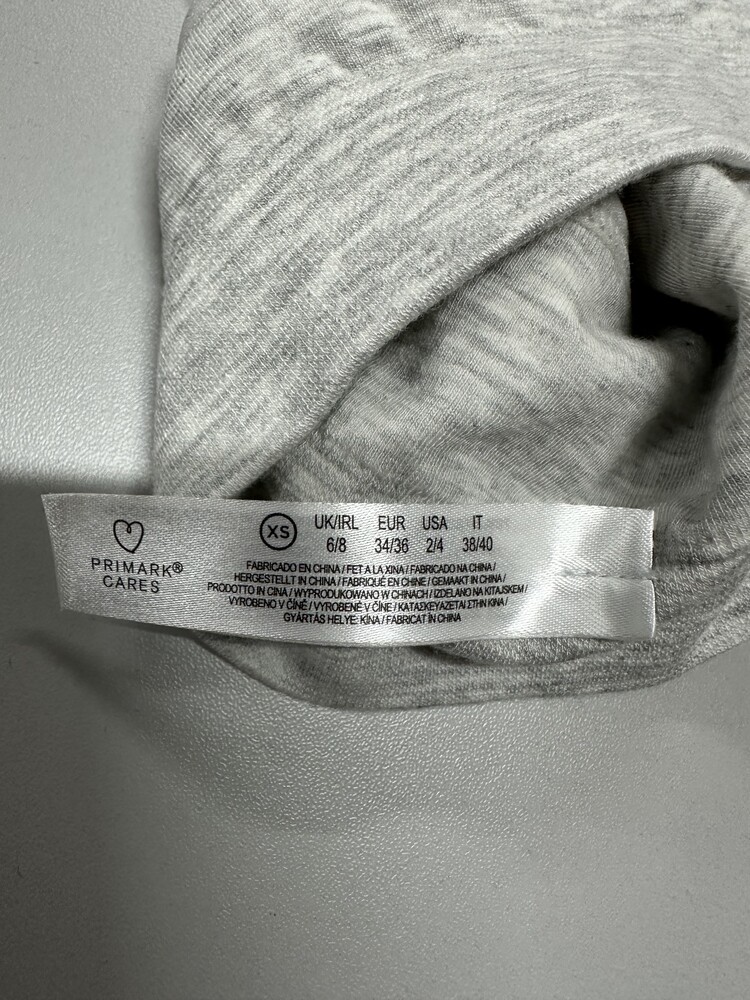 PRIMARK®
CARES
XS
UK/IRL EUR USA IT
6/8 34/36 2/4 38/40
FABRICADO EN CHINA / FET A LA XINA / FABRICADO NA CHINA /
HERGESTELLT IN CHINA / FABRIQUÉ EN CHINE / GEMAAKT IN CHINA /
PRODOTTO IN CINA / WYPRODUKOWANO W CHINACH / IZDELANO NA KITAJSKEM /
VYROBENO V ČÍNĚ / VYROBENÉ V ČÍNE / ΚΑΤΑΣΚΕΥΑΖΕΤΑΙ ΣΤΗΝ ΚΙΝΑ /
GYÁRTÁS HELYE: KÍNA / FABRICAT ÎN CHINA